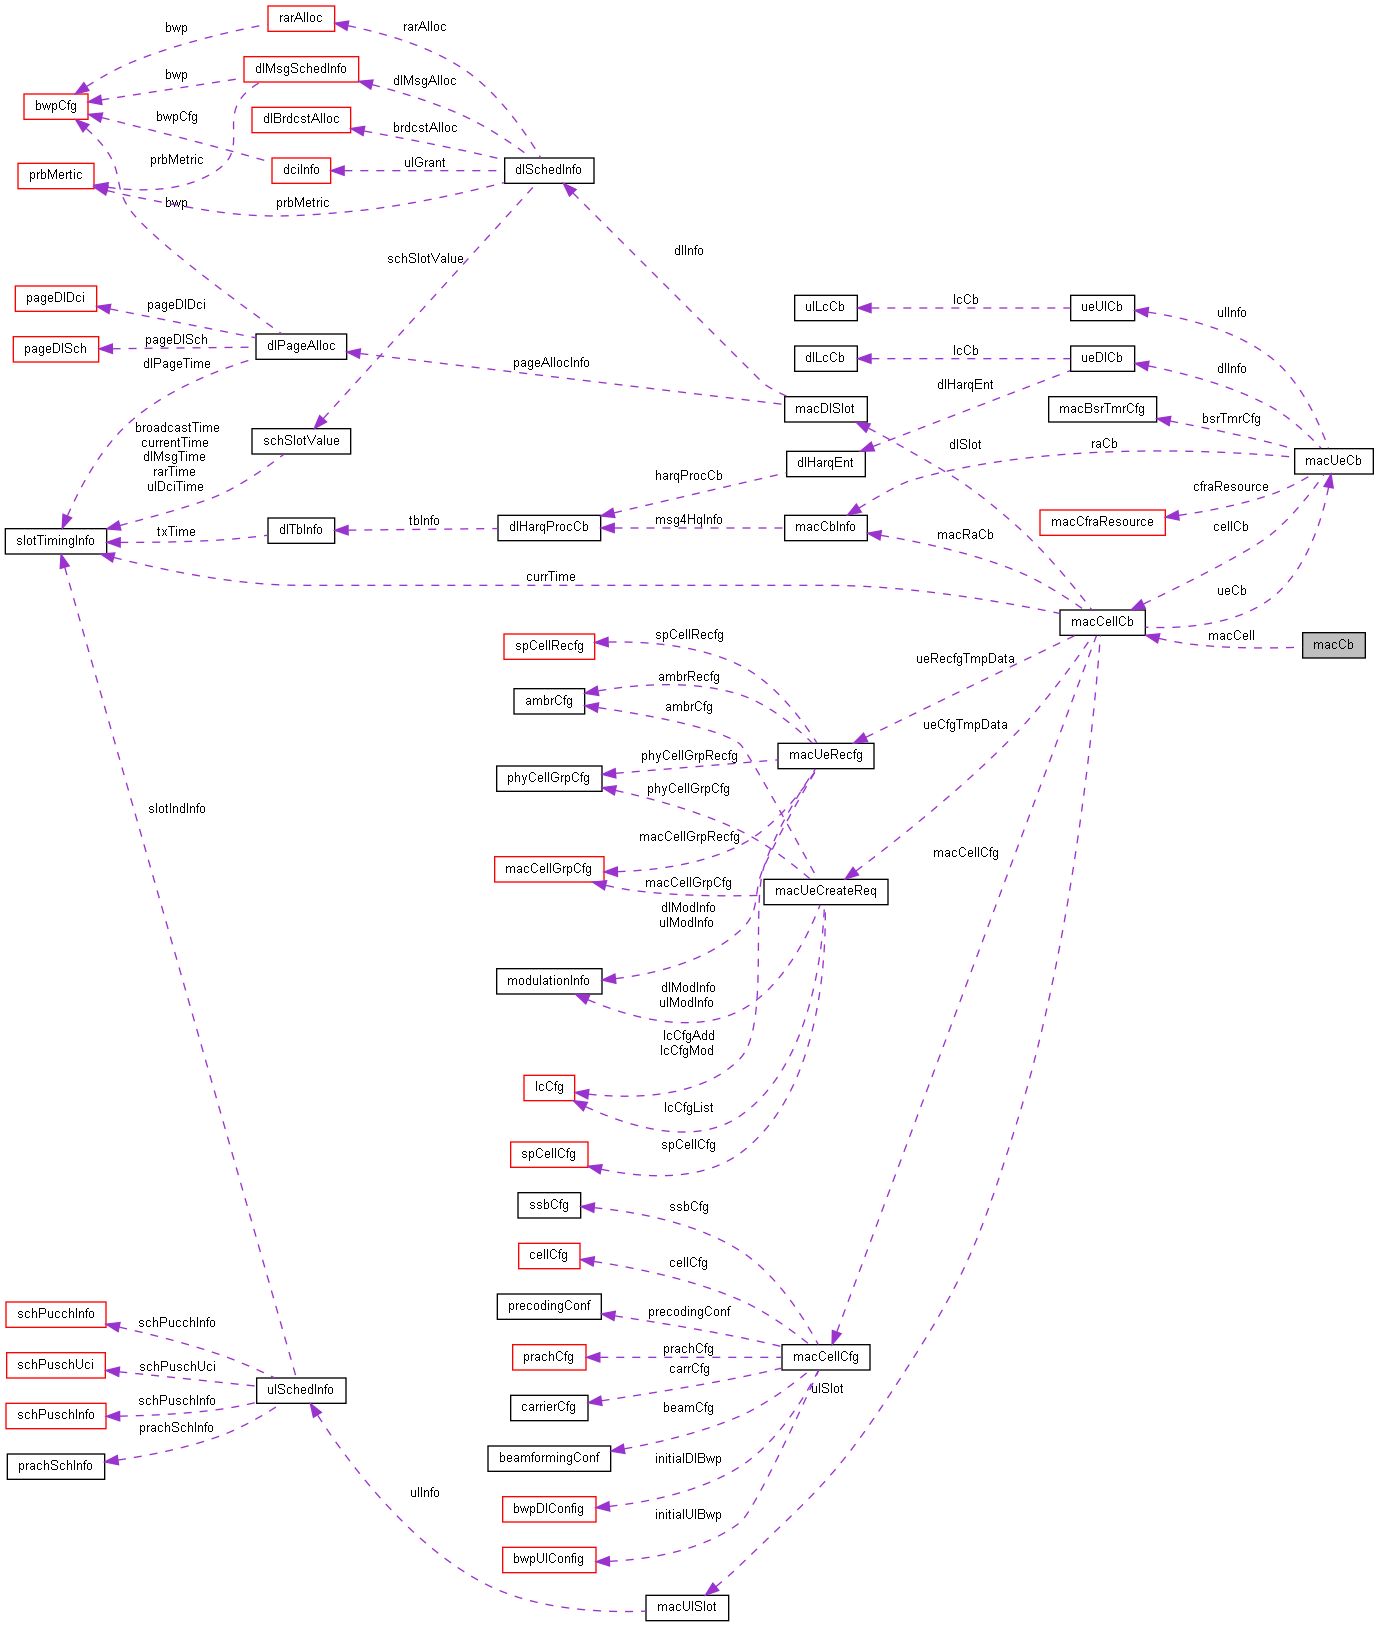 rarAlloc
bwp
rarAlloc
dlMsgSchedInfo
bwp
dlMsgAlloc
bwpCfg
bwpCfg
dlBrdcstAlloc
brdcstAlloc
prbMetric
dciInfo
ulGrant
dlSchedInfo
prbMertic
bwp
prbMetric
schSlotValue
dlInfo
pageDlDci
pageDlDci
pageDlSch
pageDlSch
dlPageTime
dlPageAlloc
pageAllocInfo
ulLcCb
lcCb
ueUlCb
ulInfo
dlLcCb
lcCb
ueDlCb
dlInfo
dlHarqEnt
macDlSlot
macBsrTmrCfg
bsrTmrCfg
broadcastTime
currentTime
dlMsgTime
rarTime
ulDciTime
schSlotValue
dlSlot
raCb
macUeCb
dlHarqEnt
harqProcCb
cfraResource
slotTimingInfo
txTime
dlTbInfo
tbInfo
dlHarqProcCb
msg4HqInfo
macCbInfo
macRaCb
macCfraResource
cellCb
currTime
ueCb
macCellCb
macCell
macCb
spCellRecfg
spCellRecfg
ueRecfgTmpData
ambrRecfg
ambrCfg
ambrCfg
ueCfgTmpData
macUeRecfg
phyCellGrpRecfg
phyCellGrpCfg
phyCellGrpCfg
slotIndInfo
macCellGrpRecfg
macCellCfg
macCellGrpCfg
macCellGrpCfg
macUeCreateReq
dlModInfo
ulModInfo
modulationInfo
dlModInfo
ulModInfo
lcCfgAdd
lcCfgMod
lcCfg
lcCfgList
spCellCfg
spCellCfg
ssbCfg
ssbCfg
cellCfg
cellCfg
precodingConf
precodingConf
schPucchInfo
schPucchInfo
prachCfg
prachCfg
macCellCfg
schPuschUci
schPuschUci
carrCfg
ulSchedInfo
ulSlot
carrierCfg
beamCfg
schPuschInfo
schPuschInfo
prachSchInfo
prachSchInfo
beamformingConf
initialDlBwp
ulInfo
bwpDlConfig
initialUlBwp
bwpUlConfig
macUlSlot